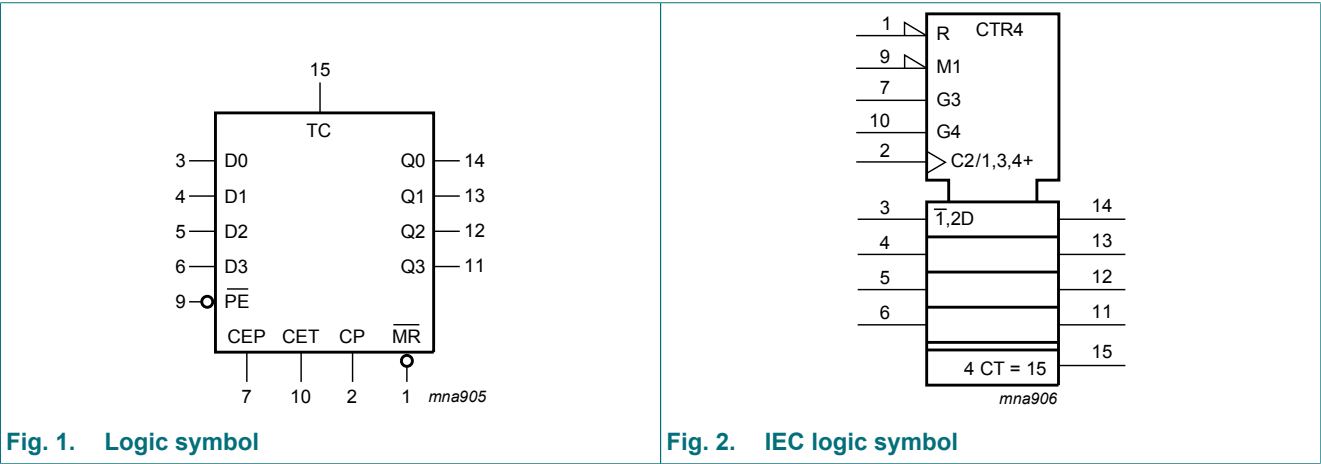 15
TC
3 D0 Q0 14
4 D1 Q1 13
5 D2 Q2 12
6 D3 Q3 11
9 P̅E̅
CEP CET CP M̅R̅
7 10 2 1 mna905
Fig. 1. Logic symbol
1 R CTR4
9 M1
7 G3
10 G4
2 C2/1,3,4+
3 1̅,2D 14
4 13
5 12
6 11
4 CT = 15 15
mna906
Fig. 2. IEC logic symbol